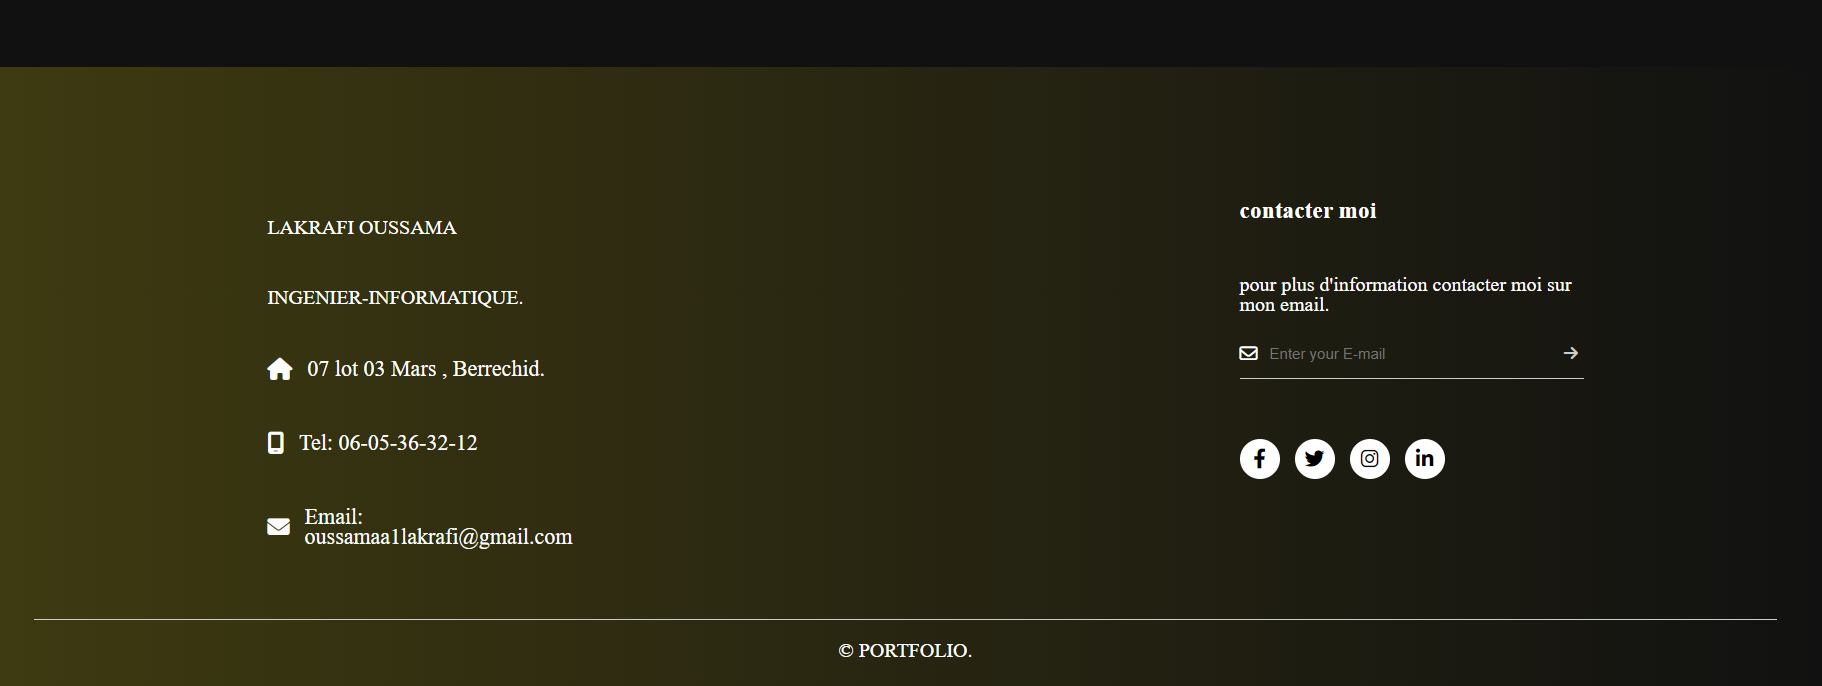 LAKRAFI OUSSAMA
INGENIER-INFORMATIQUE.
07 lot 03 Mars , Berrechid.
Tel: 06-05-36-32-12
Email:
oussamaa1lakrafi@gmail.com
contacter moi
pour plus d'information contacter moi sur
mon email.
Enter your E-mail
© PORTFOLIO.